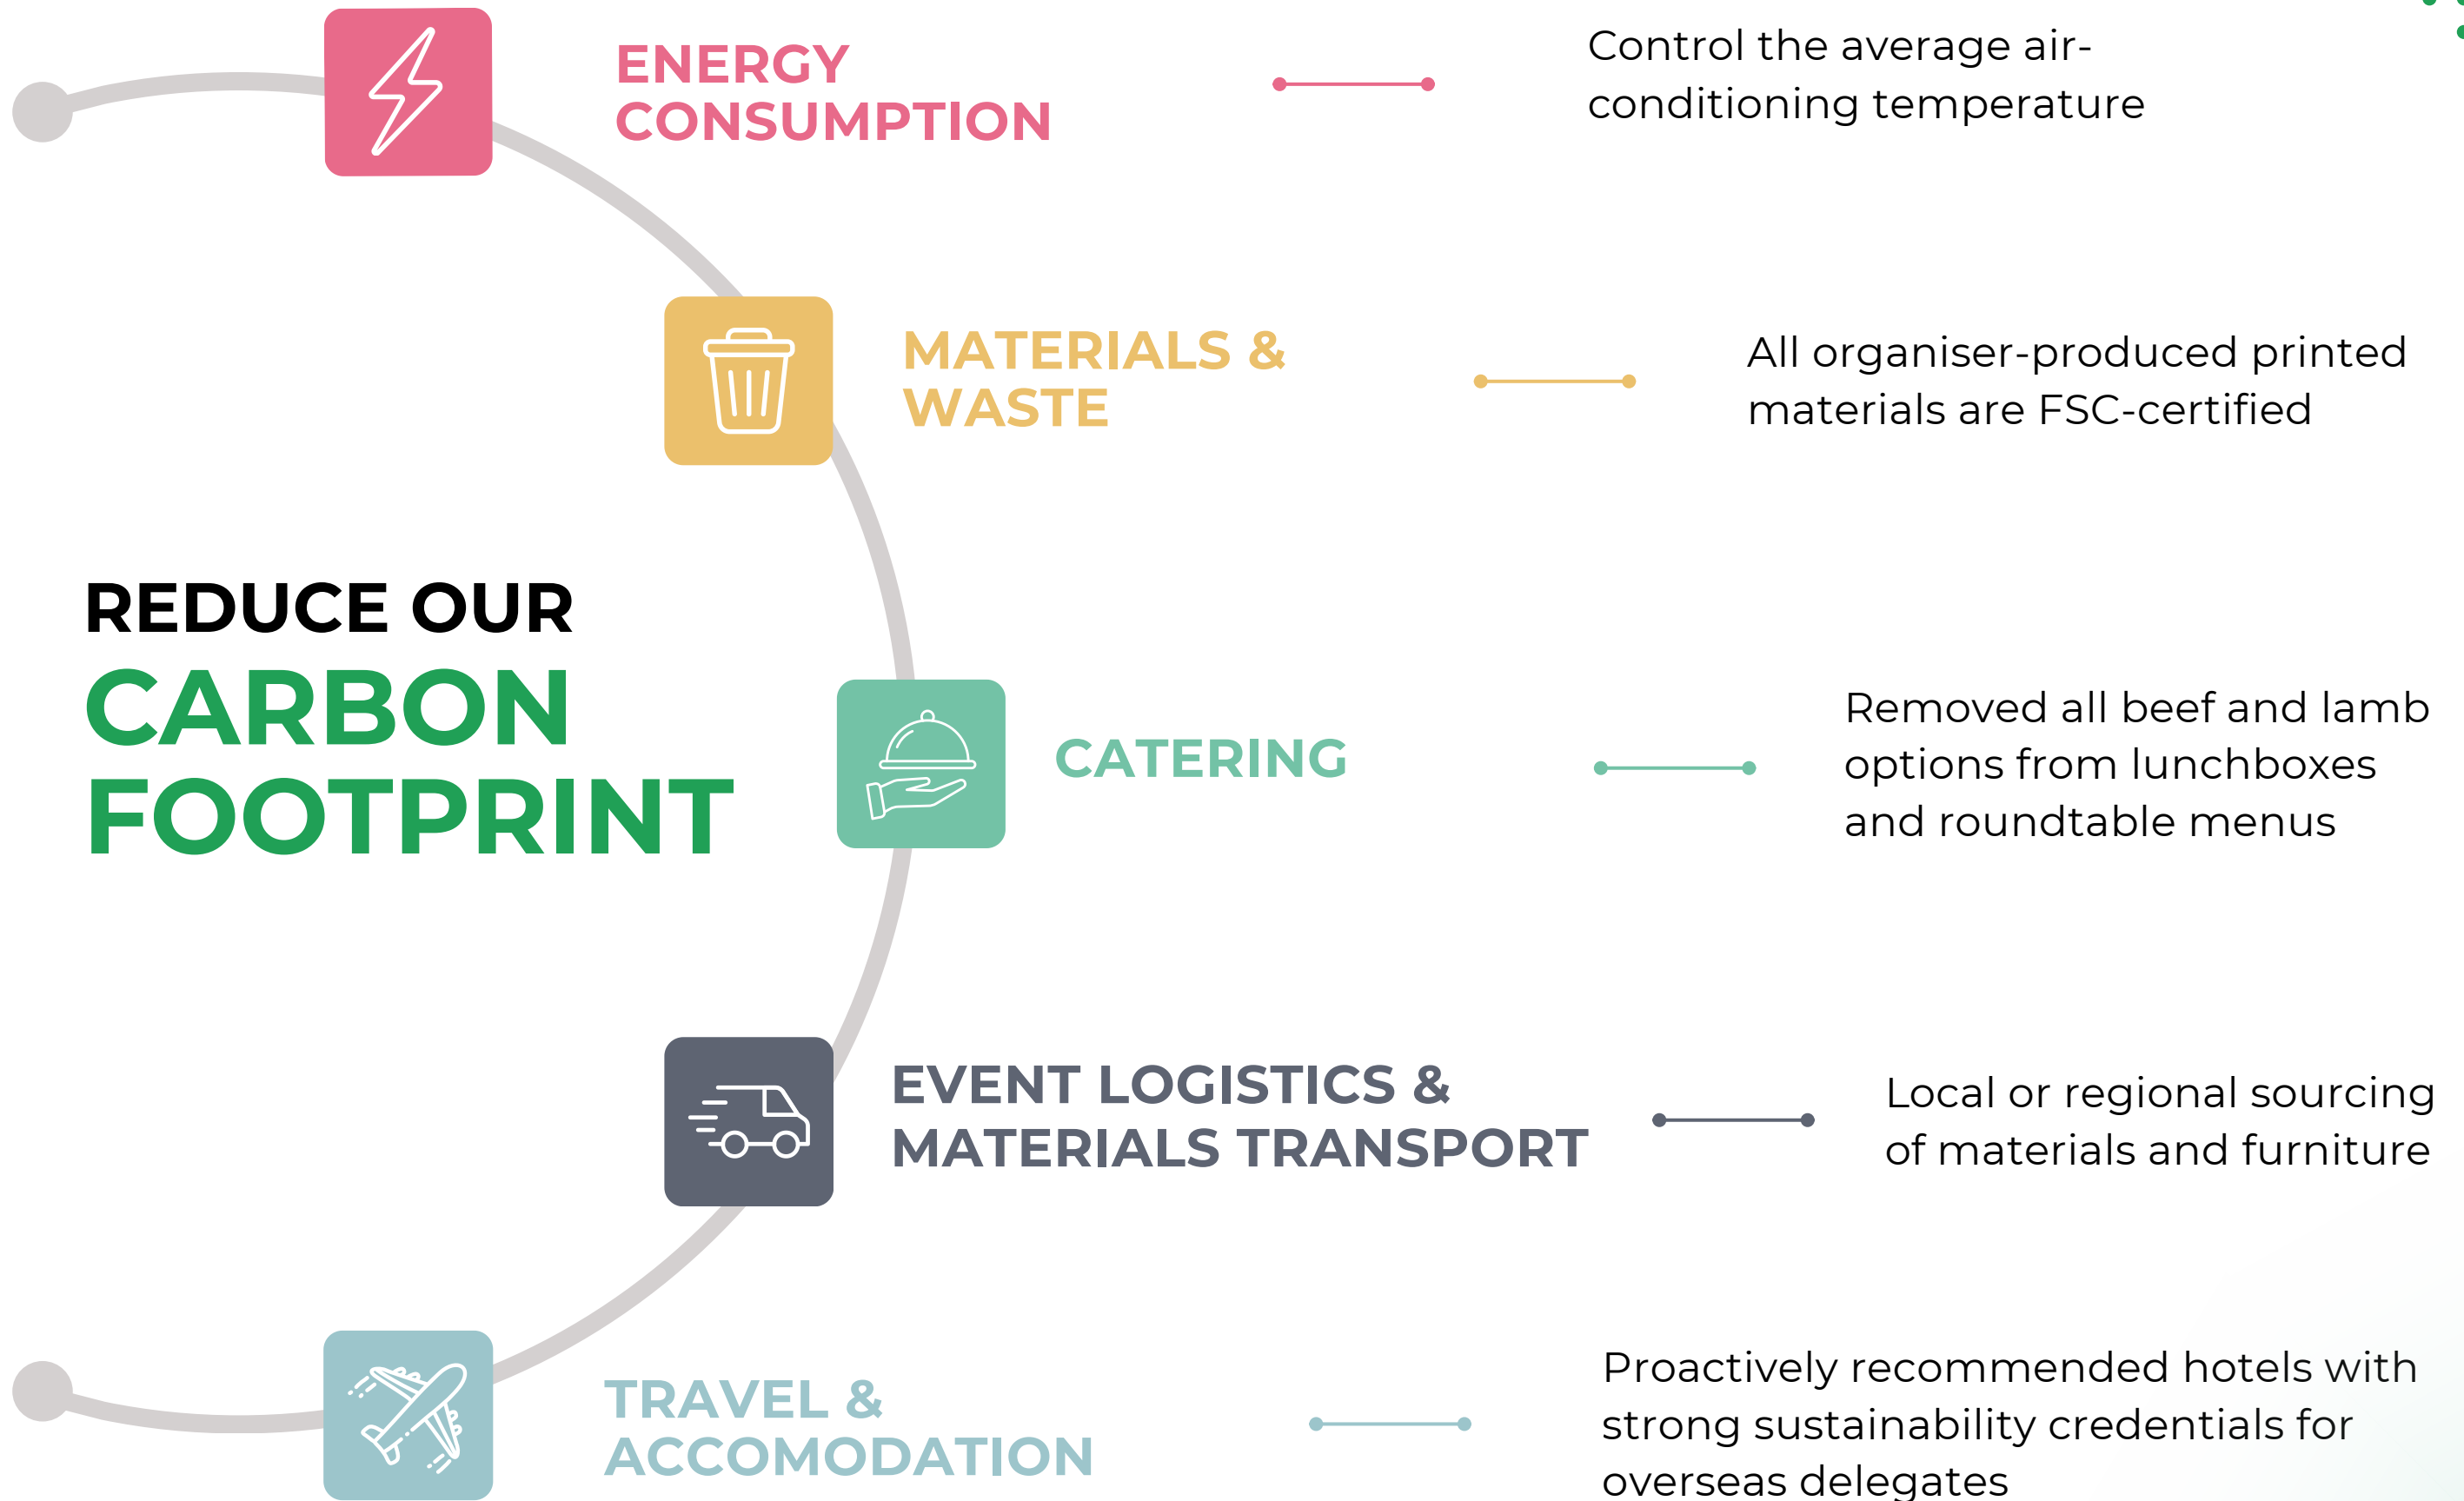 ENERGY
CONSUMPTION
Control the average air-
conditioning temperature
MATERIALS &
WASTE
All organiser-produced printed
materials are FSC-certified
REDUCE OUR
CARBON
FOOTPRINT
CATERING
Removed all beef and lamb
options from lunchboxes
and roundtable menus
EVENT LOGISTICS &
MATERIALS TRANSPORT
Local or regional sourcing
of materials and furniture
TRAVEL &
ACCOMODATION
Proactively recommended hotels with
strong sustainability credentials for
overseas delegates